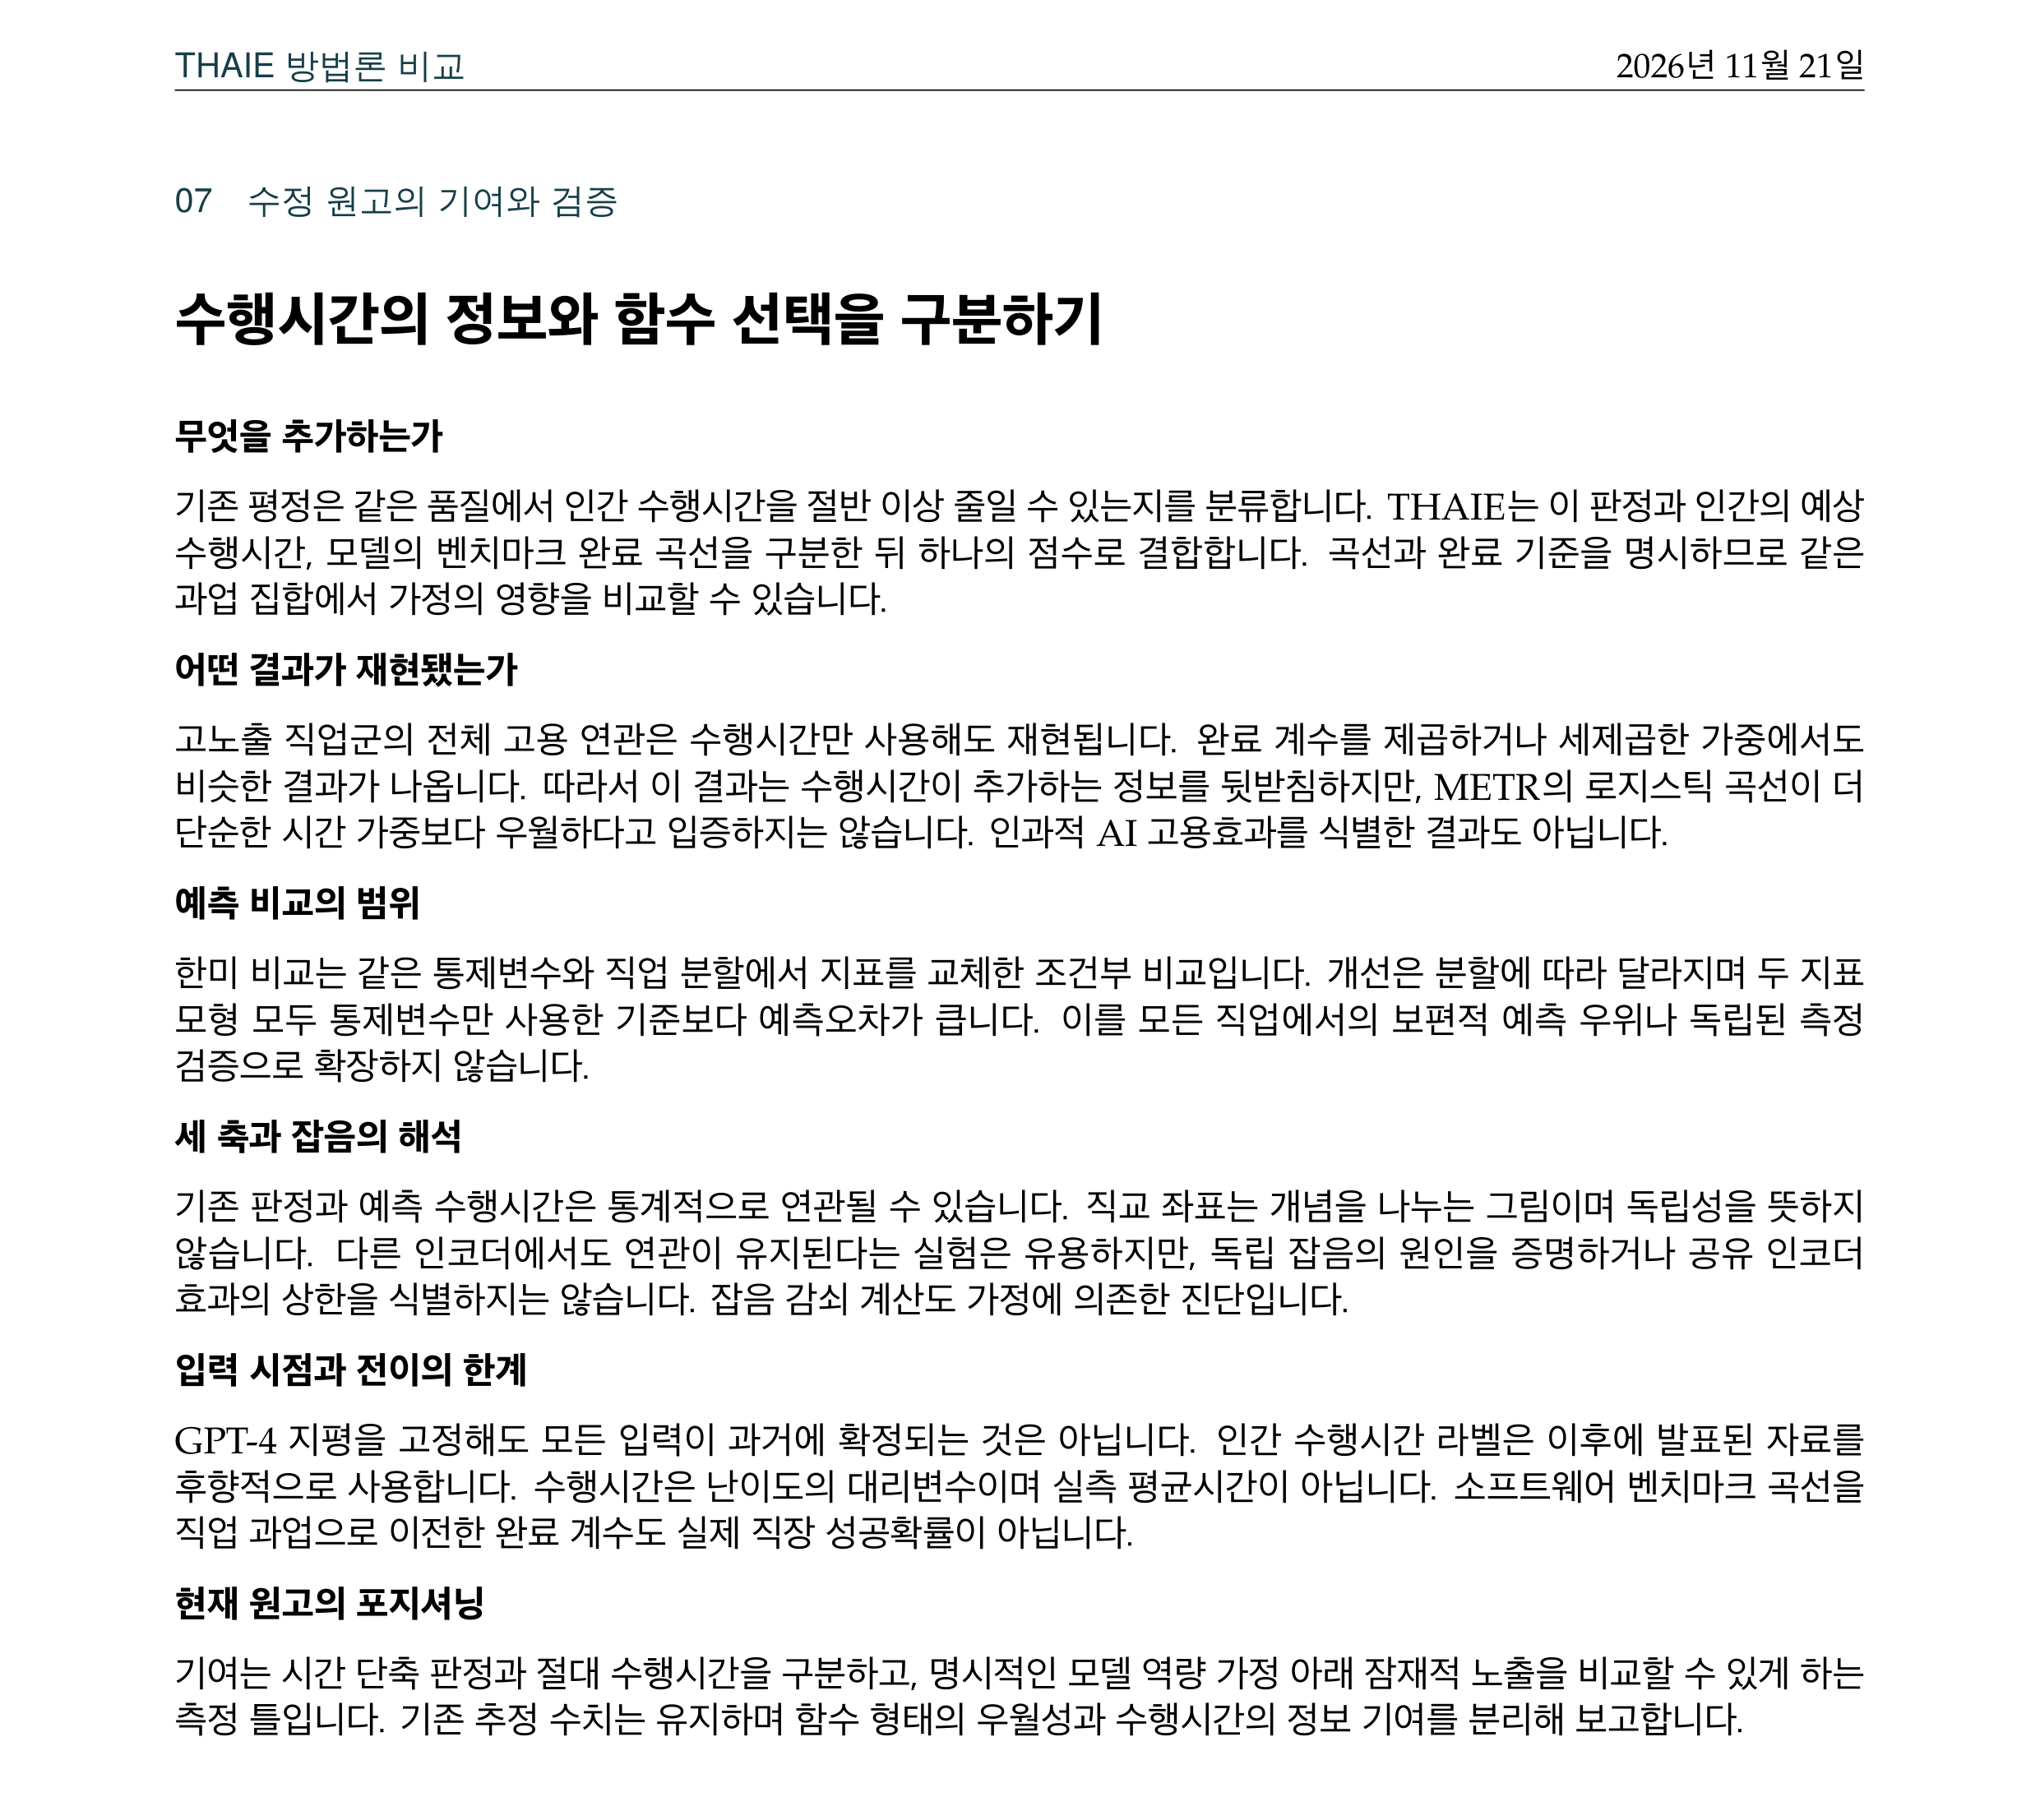 THAIE 방법론 비교
2026년 11월 21일
07 수정 원고의 기여와 검증
수행시간의 정보와 함수 선택을 구분하기
무엇을 추가하는가
기존 평정은 같은 품질에서 인간 수행시간을 절반 이상 줄일 수 있는지를 분류합니다. THAIE는 이 판정과 인간의 예상
수행시간, 모델의 벤치마크 완료 곡선을 구분한 뒤 하나의 점수로 결합합니다. 곡선과 완료 기준을 명시하므로 같은
과업 집합에서 가정의 영향을 비교할 수 있습니다.
어떤 결과가 재현됐는가
고노출 직업군의 전체 고용 연관은 수행시간만 사용해도 재현됩니다. 완료 계수를 제곱하거나 세제곱한 가중에서도
비슷한 결과가 나옵니다. 따라서 이 결과는 수행시간이 추가하는 정보를 뒷받침하지만, METR의 로지스틱 곡선이 더
단순한 시간 가중보다 우월하다고 입증하지는 않습니다. 인과적 AI 고용효과를 식별한 결과도 아닙니다.
예측 비교의 범위
한미 비교는 같은 통제변수와 직업 분할에서 지표를 교체한 조건부 비교입니다. 개선은 분할에 따라 달라지며 두 지표
모형 모두 통제변수만 사용한 기준보다 예측오차가 큽니다. 이를 모든 직업에서의 보편적 예측 우위나 독립된 측정
검증으로 확장하지 않습니다.
세 축과 잡음의 해석
기존 판정과 예측 수행시간은 통계적으로 연관될 수 있습니다. 직교 좌표는 개념을 나누는 그림이며 독립성을 뜻하지
않습니다. 다른 인코더에서도 연관이 유지된다는 실험은 유용하지만, 독립 잡음의 원인을 증명하거나 공유 인코더
효과의 상한을 식별하지는 않습니다. 잡음 감쇠 계산도 가정에 의존한 진단입니다.
입력 시점과 전이의 한계
GPT-4 지평을 고정해도 모든 입력이 과거에 확정되는 것은 아닙니다. 인간 수행시간 라벨은 이후에 발표된 자료를
후향적으로 사용합니다. 수행시간은 난이도의 대리변수이며 실측 평균시간이 아닙니다. 소프트웨어 벤치마크 곡선을
직업 과업으로 이전한 완료 계수도 실제 직장 성공확률이 아닙니다.
현재 원고의 포지셔닝
기여는 시간 단축 판정과 절대 수행시간을 구분하고, 명시적인 모델 역량 가정 아래 잠재적 노출을 비교할 수 있게 하는
측정 틀입니다. 기존 추정 수치는 유지하며 함수 형태의 우월성과 수행시간의 정보 기여를 분리해 보고합니다.